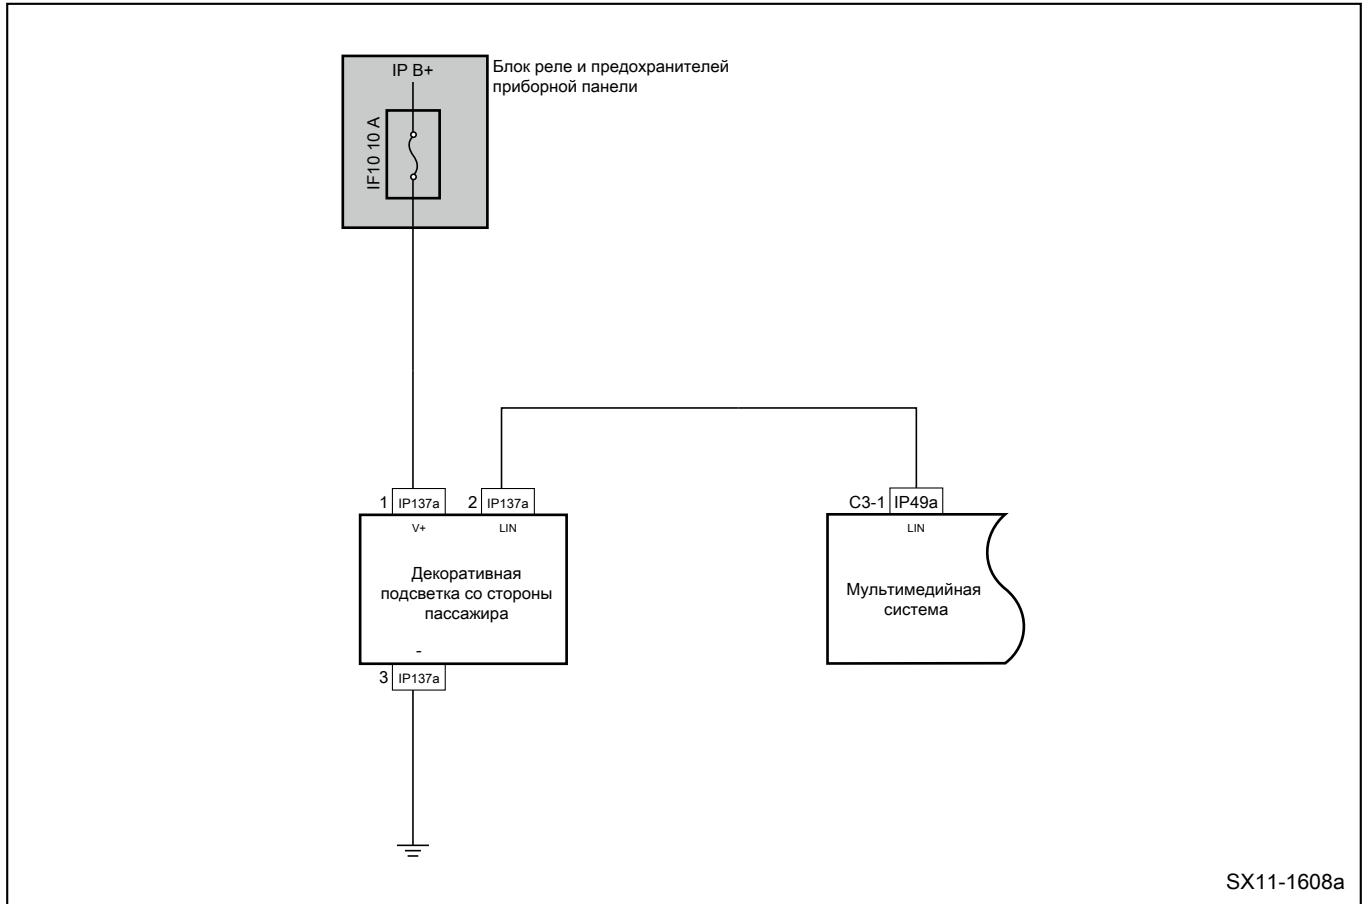 IP B+
Блок реле и предохранителей
приборной панели
IF10 10 A
1 IP137a
2 IP137a
C3-1 IP49a
V+
LIN
LIN
Декоративная
подсветка со стороны
пассажира
Мультимедийная
система
-
3 IP137a
SX11-1608a